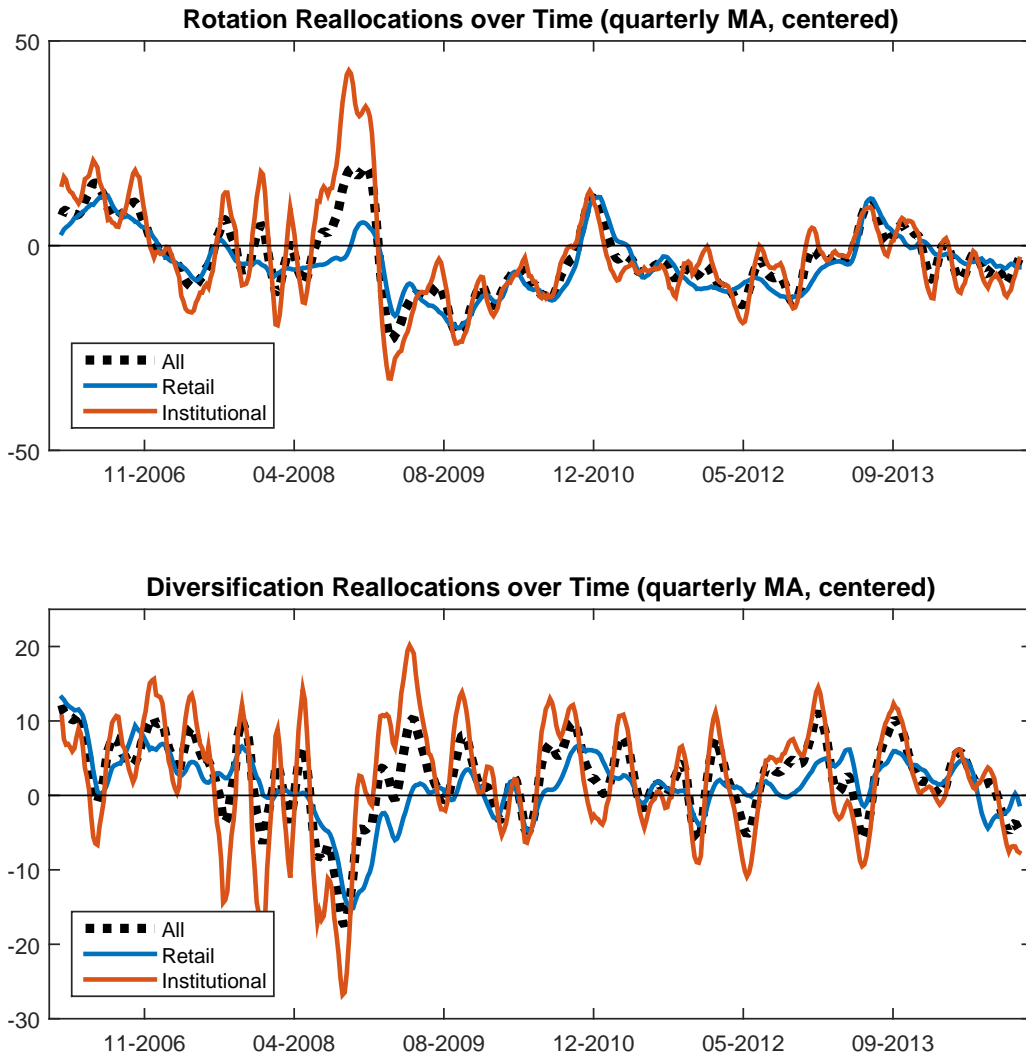 Rotation Reallocations over Time (quarterly MA, centered)
50
0
-50
All
Retail
Institutional
11-2006 04-2008 08-2009 12-2010 05-2012 09-2013
Diversification Reallocations over Time (quarterly MA, centered)
20
10
0
-10
-20
-30
All
Retail
Institutional
11-2006 04-2008 08-2009 12-2010 05-2012 09-2013